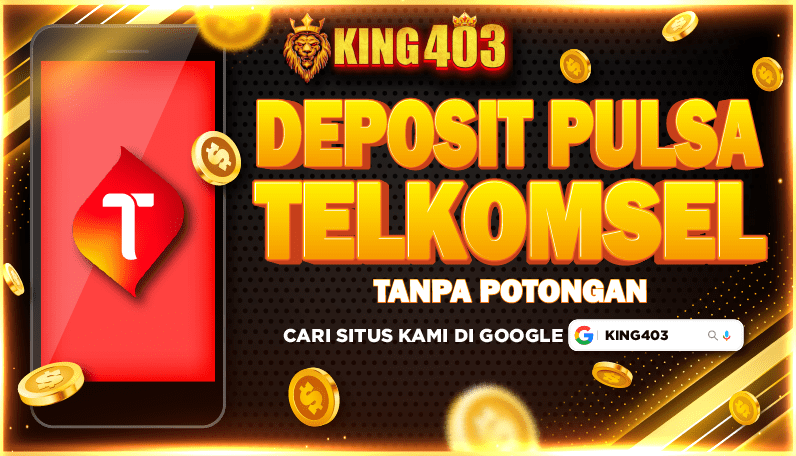 KING403
DEPOSIT PULSA
TELKOMSEL
TANPA POTONGAN
CARI SITUS KAMI DI GOOGLE
G KING403
T